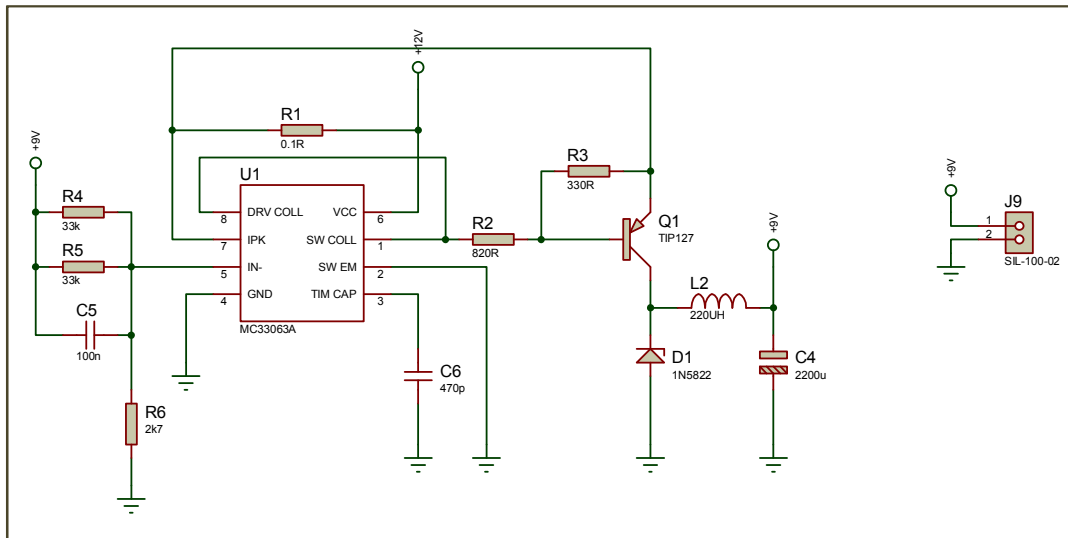 +12V
R1
0.1R
+9V
R4
33k
R5
33k
C5
100n
R6
2k7
U1
8 DRV COLL VCC 6
7 IPK SW COLL 1
5 IN- SW EM 2
4 GND TIM CAP 3
MC33063A
C6
470p
R2
820R
R3
330R
Q1
TIP127
L2
220UH
D1
1N5822
+9V
C4
2200u
+9V
J9
1
2
SIL-100-02